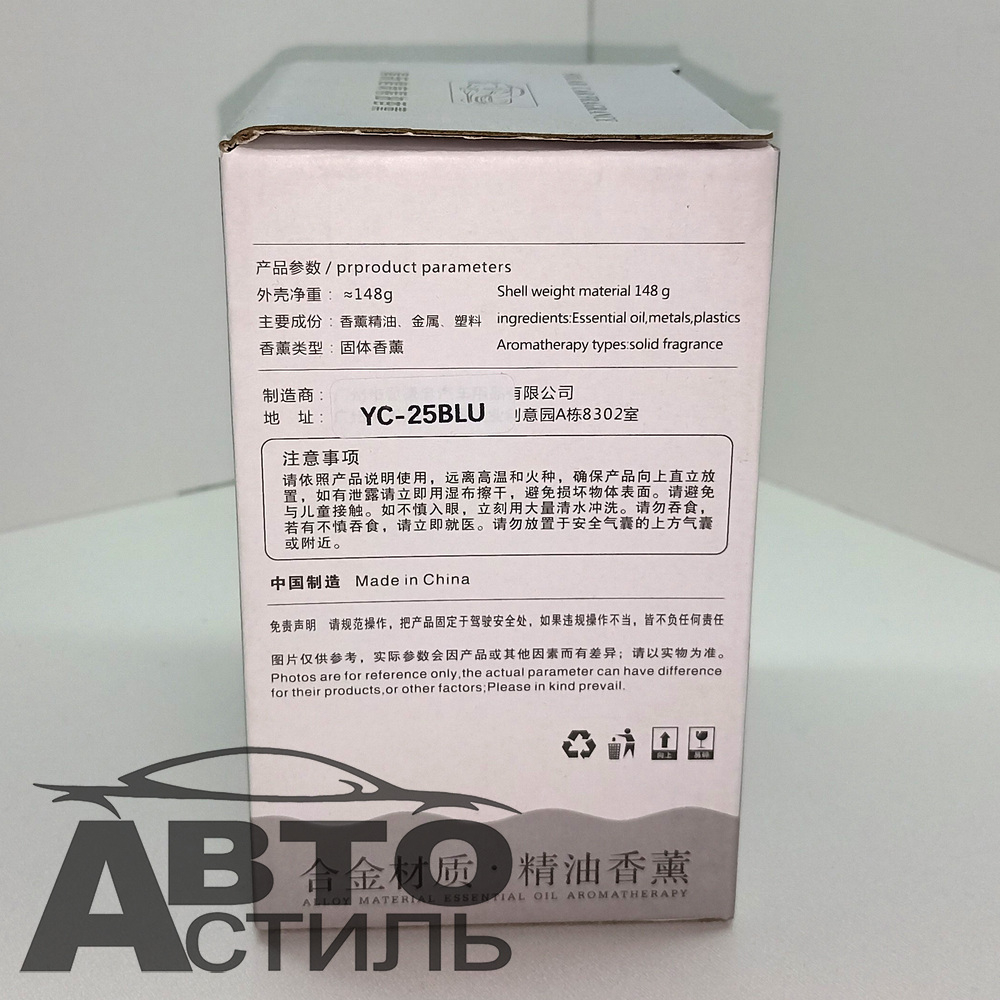 产品参数 / prproduct parameters
外壳净重：≈148g Shell weight material 148 g
主要成份：香薰精油、金属、塑料 ingredients:Essential oil,metals,plastics
香薰类型：固体香薰 Aromatherapy types:solid fragrance
制造商： 有限公司
地 址： 创意园A栋8302室
YC-25BLU
注意事项
请依照产品说明使用，远离高温和火种，确保产品向上直立放
置，如有泄露请立即用湿布擦干，避免损坏物体表面。请避免
与儿童接触。如不慎入眼，立刻用大量清水冲洗。请勿吞食，
若有不慎吞食，请立即就医。请勿放置于安全气囊的上方气囊
或附近。
中国制造 Made in China
免责声明 请规范操作，把产品固定于驾驶安全处，如果违规操作不当，皆不负任何责任
图片仅供参考，实际参数会因产品或其他因素而有差异；请以实物为准。
Photos are for reference only,the actual parameter can have difference
for their products,or other factors;Please in kind prevail.
向上
合金材质·精油香薰
ALLOY MATERIAL ESSENTIAL OIL AROMATHERAPY
АВТО
СТИЛЬ